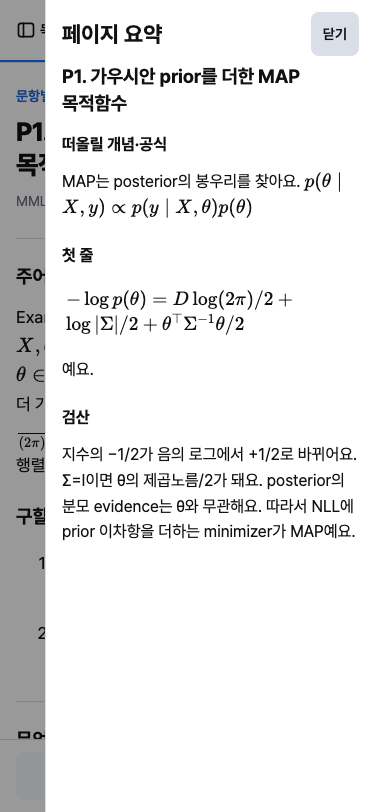 페이지 요약
닫기
P1. 가우시안 prior를 더한 MAP
목적함수
떠올릴 개념·공식
MAP는 posterior의 봉우리를 찾아요. p(θ |
X, y) ∝ p(y | X, θ)p(θ)
첫 줄
− log p(θ) = D log(2π)/2 +
log |Σ|/2 + θ⊤Σ−1θ/2
예요.
검산
지수의 −1/2가 음의 로그에서 +1/2로 바뀌어요.
Σ=I이면 θ의 제곱노름/2가 돼요. posterior의
분모 evidence는 θ와 무관해요. 따라서 NLL에
prior 이차항을 더하는 minimizer가 MAP예요.
P1.
MML
θ ∈
더
행렬
1
2